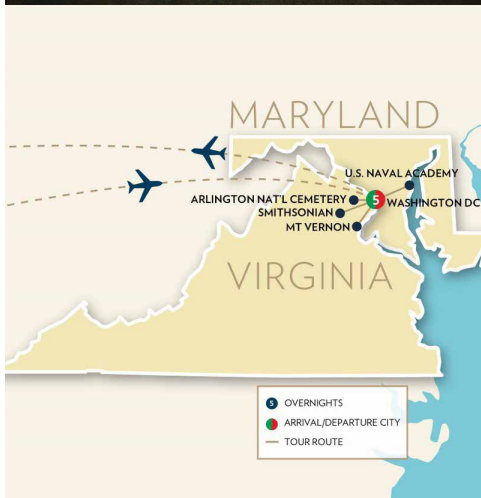 MARYLAND
U.S. NAVAL ACADEMY
ARLINGTON NAT'L CEMETERY
5
WASHINGTON DC
SMITHSONIAN
MT VERNON
VIRGINIA
5 OVERNIGHTS
ARRIVAL/DEPARTURE CITY
TOUR ROUTE